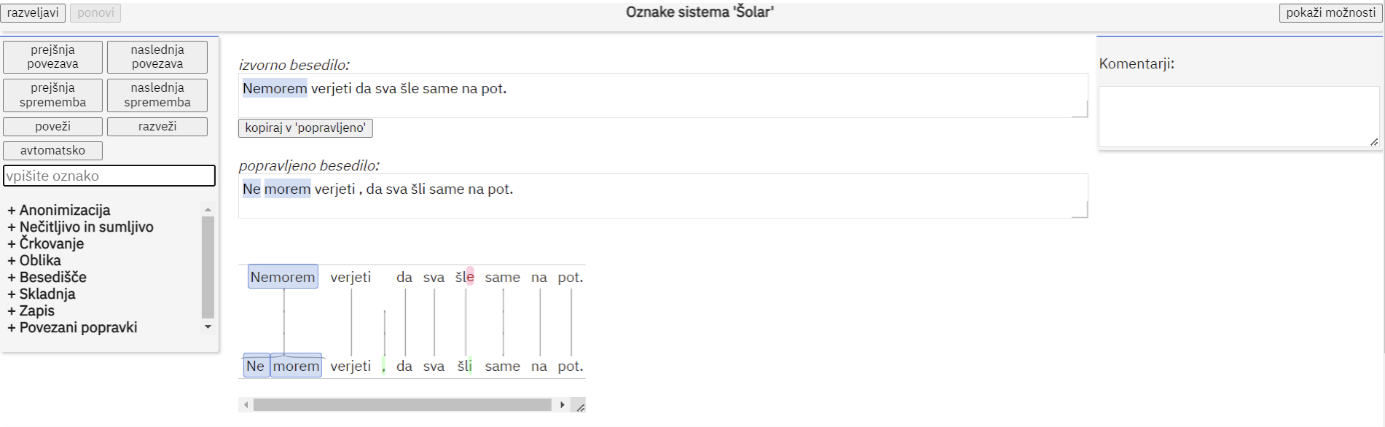 razveljavi ponovi Oznake sistema 'Šolar' pokaži možnosti
prejšnja povezava naslednja povezava
prejšnja sprememba naslednja sprememba
poveži razveži
avtomatsko
vpišite oznako
+ Anonimizacija
+ Nečitljivo in sumljivo
+ Črkovanje
+ Oblika
+ Besedišče
+ Skladnja
+ Zapis
+ Povezani popravki
izvorno besedilo:
Nemorem verjeti da sva šle same na pot.
kopiraj v 'popravljeno'
popravljeno besedilo:
Ne morem verjeti , da sva šli same na pot.
Nemorem verjeti da sva šle same na pot.
Ne morem verjeti , da sva šli same na pot.
Komentarji: